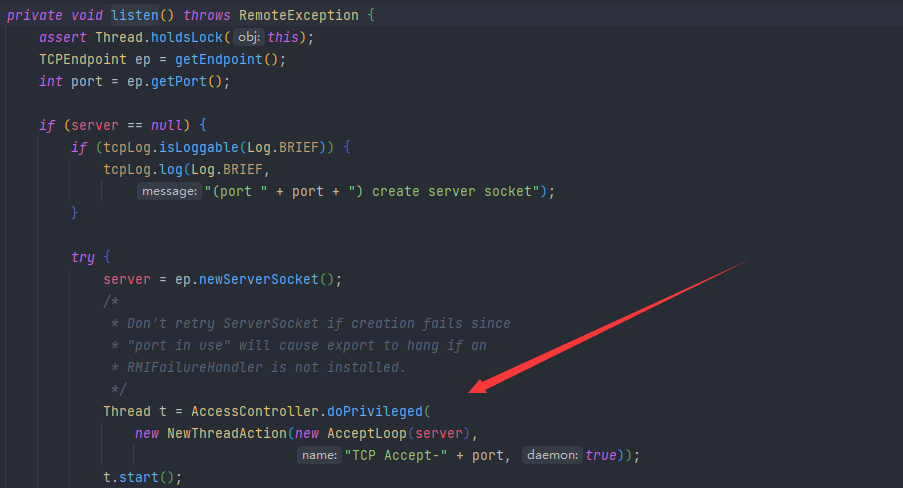 private void listen() throws RemoteException {
    assert Thread.holdsLock( obj: this);
    TCPEndpoint ep = getEndpoint();
    int port = ep.getPort();

    if (server == null) {
        if (tcpLog.isLoggable(Log.BRIEF)) {
            tcpLog.log(Log.BRIEF,
                message: "(port " + port + ") create server socket");
        }

        try {
            server = ep.newServerSocket();
            /*
             * Don't retry ServerSocket if creation fails since
             * "port in use" will cause export to hang if an
             * RMIFailureHandler is not installed.
             */
            Thread t = AccessController.doPrivileged(
                new NewThreadAction(new AcceptLoop(server),
                                    name: "TCP Accept-" + port, daemon: true));
            t.start();